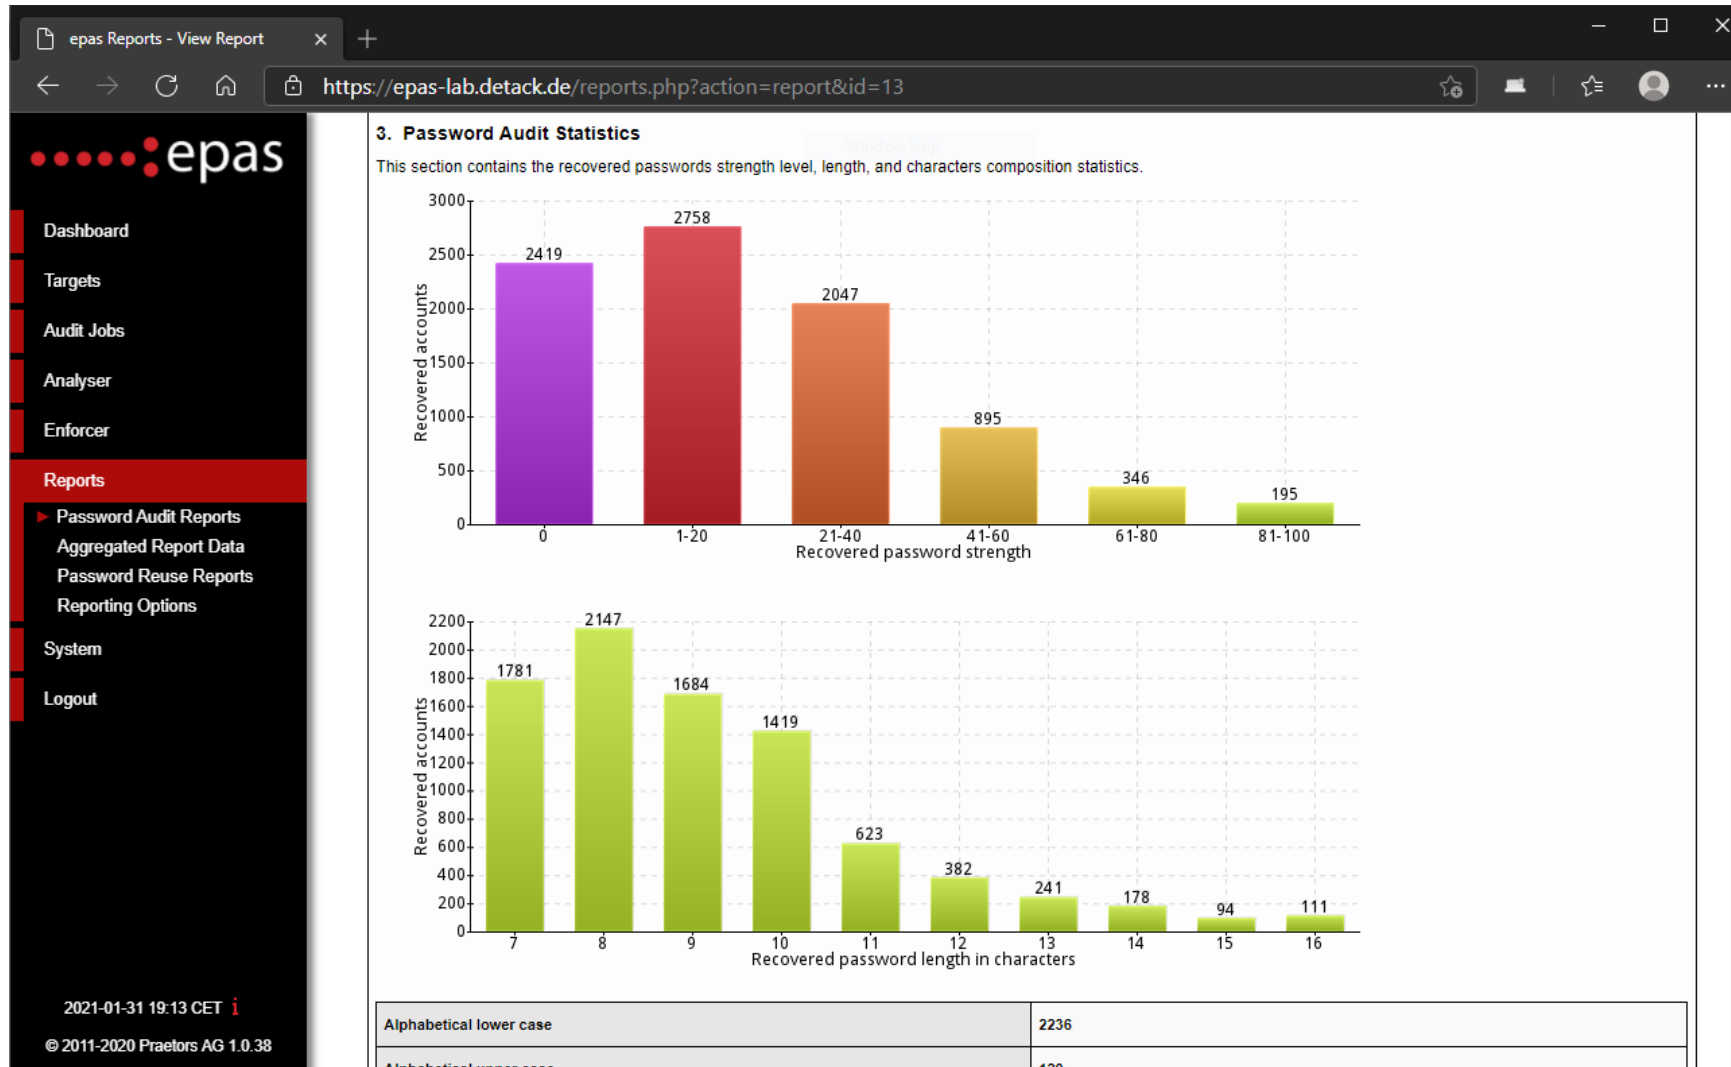 epas Reports - View Report
https://epas-lab.detack.de/reports.php?action=report&id=13
epas
Dashboard
Targets
Audit Jobs
Analyser
Enforcer
Reports
Password Audit Reports
Aggregated Report Data
Password Reuse Reports
Reporting Options
System
Logout
2021-01-31 19:13 CET i
© 2011-2020 Praetors AG 1.0.38
3. Password Audit Statistics
Window Snip
This section contains the recovered passwords strength level, length, and characters composition statistics.
Recovered accounts
3000
2500
2000
1500
1000
500
0
2419
2758
2047
895
346
195
0
1-20
21-40
41-60
61-80
81-100
Recovered password strength
Recovered accounts
2200
2000
1800
1600
1400
1200
1000
800
600
400
200
0
1781
2147
1684
1419
623
382
241
178
94
111
7
8
9
10
11
12
13
14
15
16
Recovered password length in characters
Alphabetical lower case 2236